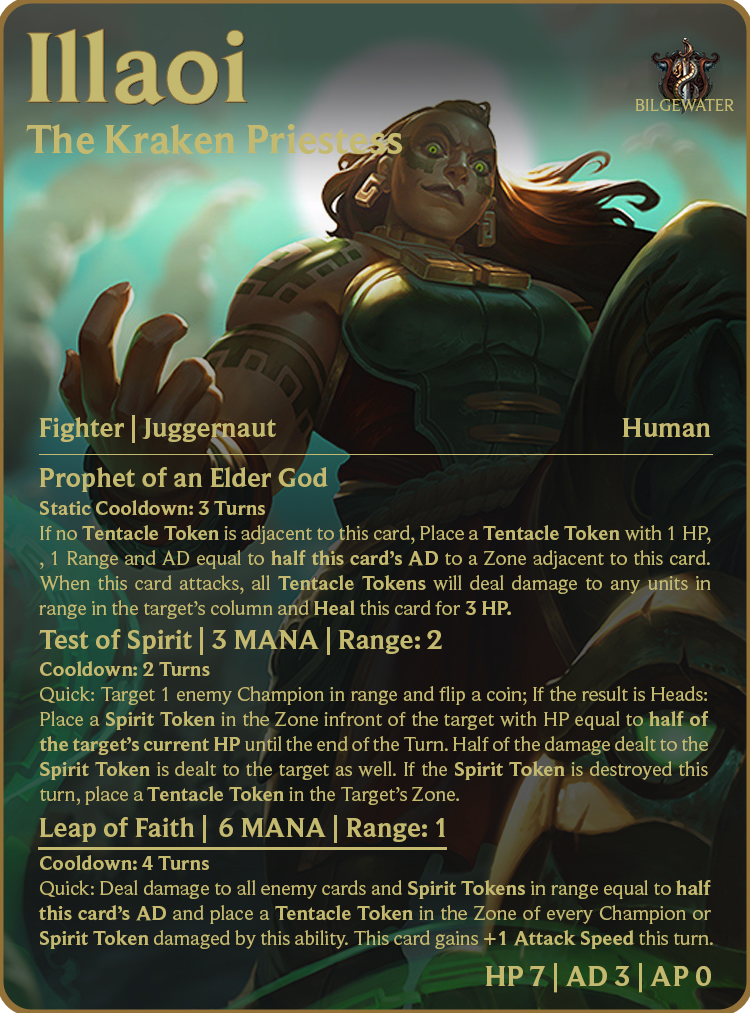 Illaoi
BILGEWATER
The Kraken Priestess
Fighter | Juggernaut Human
Prophet of an Elder God
Static Cooldown: 3 Turns
If no Tentacle Token is adjacent to this card, Place a Tentacle Token with 1 HP,
, 1 Range and AD equal to half this card's AD to a Zone adjacent to this card.
When this card attacks, all Tentacle Tokens will deal damage to any units in
range in the target's column and Heal this card for 3 HP.
Test of Spirit | 3 MANA | Range: 2
Cooldown: 2 Turns
Quick: Target 1 enemy Champion in range and flip a coin; If the result is Heads:
Place a Spirit Token in the Zone infront of the target with HP equal to half of
the target's current HP until the end of the Turn. Half of the damage dealt to the
Spirit Token is dealt to the target as well. If the Spirit Token is destroyed this
turn, place a Tentacle Token in the Target's Zone.
Leap of Faith | 6 MANA | Range: 1
Cooldown: 4 Turns
Quick: Deal damage to all enemy cards and Spirit Tokens in range equal to half
this card's AD and place a Tentacle Token in the Zone of every Champion or
Spirit Token damaged by this ability. This card gains +1 Attack Speed this turn.
HP 7 | AD 3 | AP 0